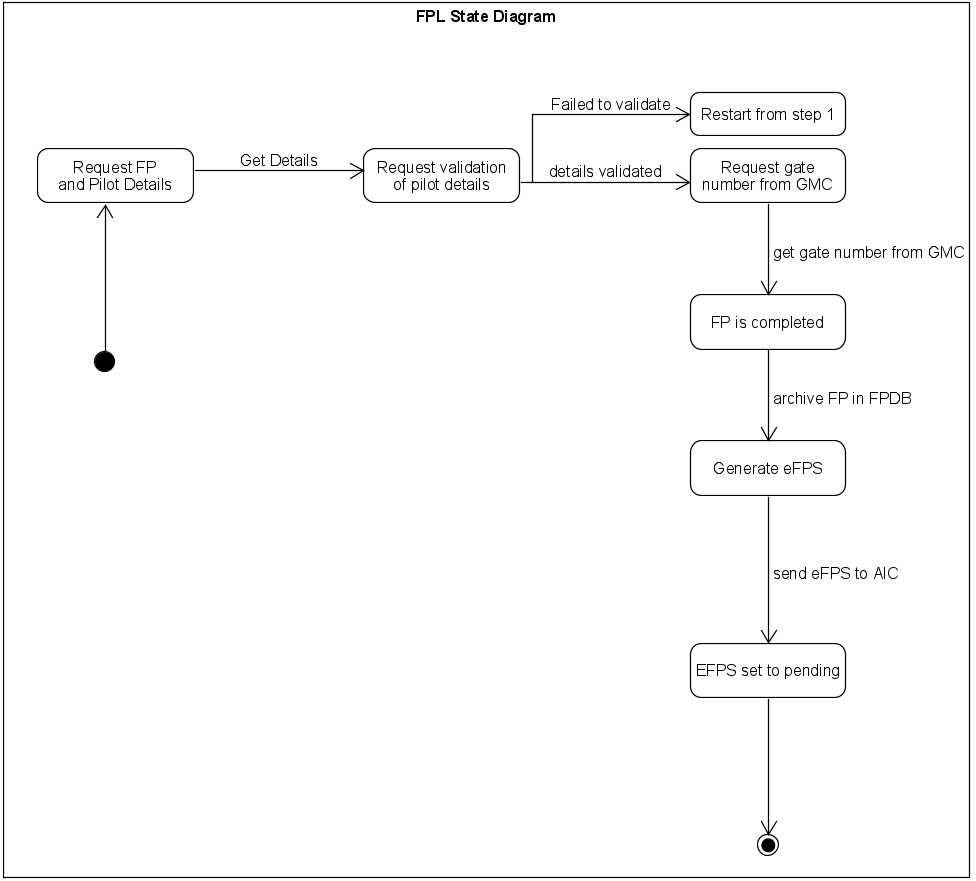 FPL State Diagram
Failed to validate
Restart from step 1
Request FP
and Pilot Details
Get Details
Request validation
of pilot details
details validated
Request gate
number from GMC
get gate number from GMC
FP is completed
archive FP in FPDB
Generate eFPS
send eFPS to AIC
EFPS set to pending